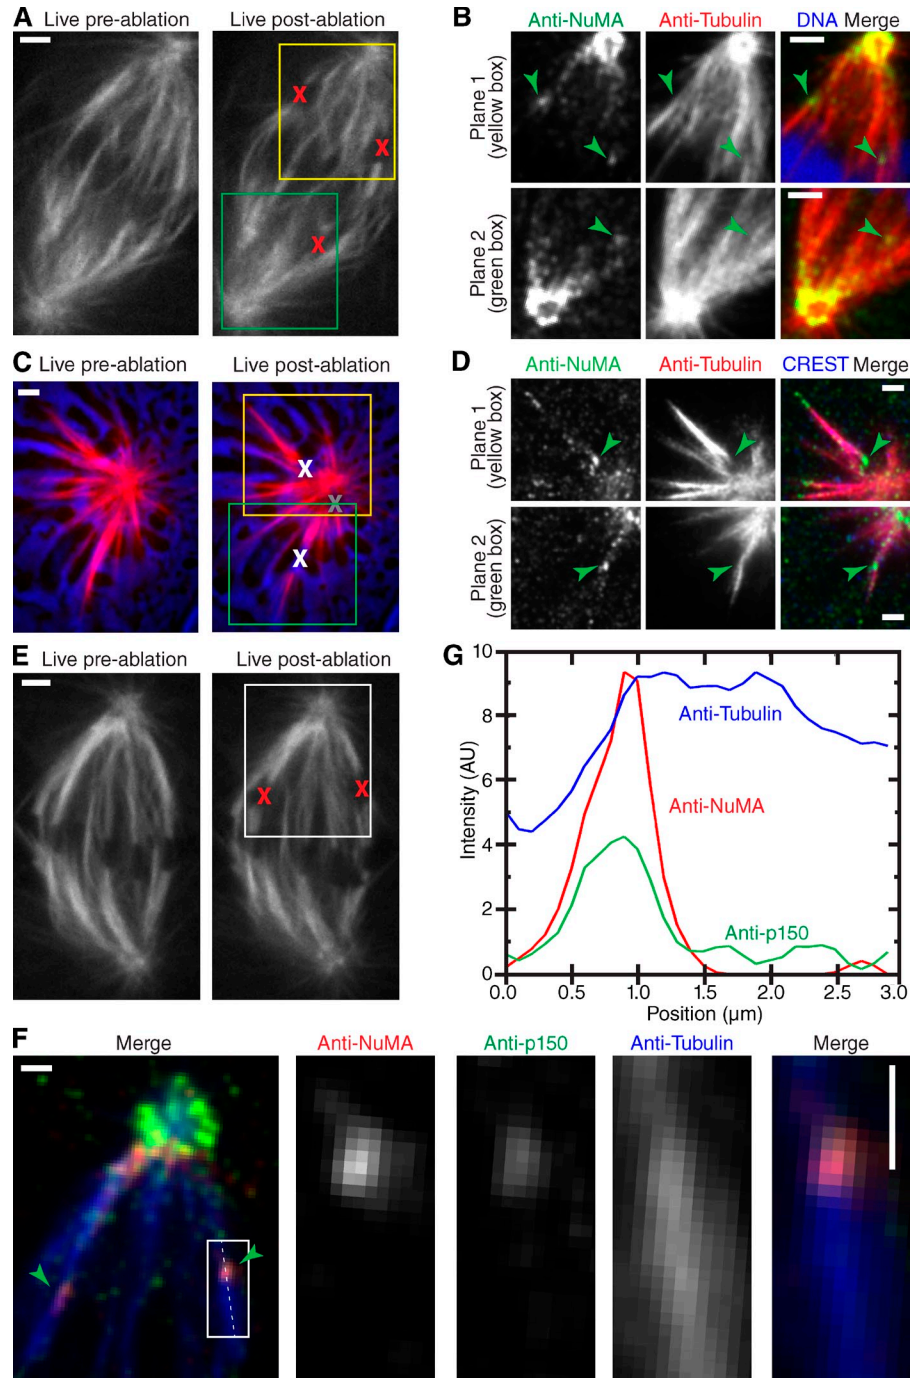 A
Live pre-ablation
Live post-ablation
X
X
X
B
Anti-NuMA
Anti-Tubulin
DNA Merge
Plane 1
(yellow box)
Plane 2
(green box)
C
Live pre-ablation
Live post-ablation
X
X
X
D
Anti-NuMA
Anti-Tubulin
CREST Merge
Plane 1
(yellow box)
Plane 2
(green box)
E
Live pre-ablation
Live post-ablation
X
X
G
10
8
6
4
2
0
Intensity (AU)
Anti-Tubulin
Anti-NuMA
Anti-p150
0.0 0.5 1.0 1.5 2.0 2.5 3.0
Position (µm)
F
Merge
Anti-NuMA
Anti-p150
Anti-Tubulin
Merge